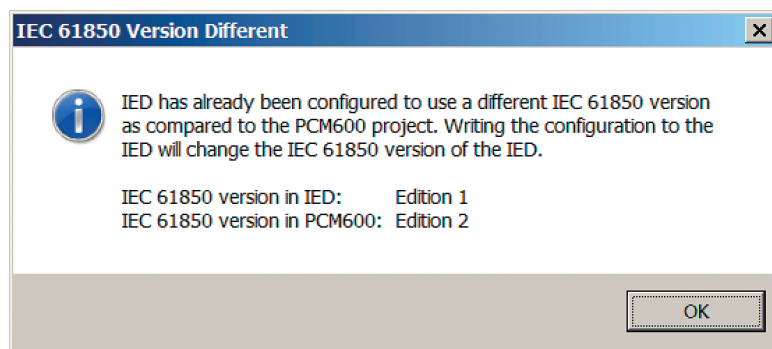 IEC 61850 Version Different
IED has already been configured to use a different IEC 61850 version
as compared to the PCM600 project. Writing the configuration to the
IED will change the IEC 61850 version of the IED.
IEC 61850 version in IED: Edition 1
IEC 61850 version in PCM600: Edition 2
OK